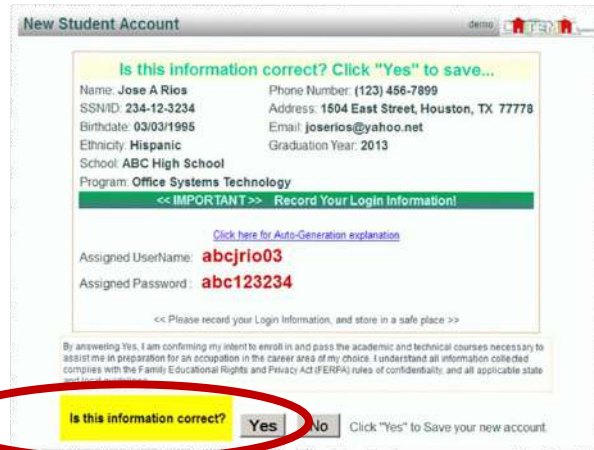 New Student Account
demo
Is this information correct? Click "Yes" to save...
Name: Jose A Rios Phone Number: (123) 456-7899
SSN/ID: 234-12-3234 Address: 1504 East Street, Houston, TX 77778
Birthdate: 03/03/1995 Email: joserios@yahoo.net
Ethnicity: Hispanic Graduation Year: 2013
School: ABC High School
Program: Office Systems Technology
<< IMPORTANT >> Record Your Login Information!
Click here for Auto-Generation explanation
Assigned UserName: abcjrio03
Assigned Password : abc123234
<< Please record your Login Information, and store in a safe place >>
By answering Yes, I am confirming my intent to enroll in and pass the academic and technical courses necessary to
assist me in preparation for an occupation in the career area of my choice. I understand all information collected
complies with the Family Educational Rights and Privacy Act (FERPA) rules of confidentiality, and all applicable state
and local guidelines.
Is this information correct? Yes No Click "Yes" to Save your new account.